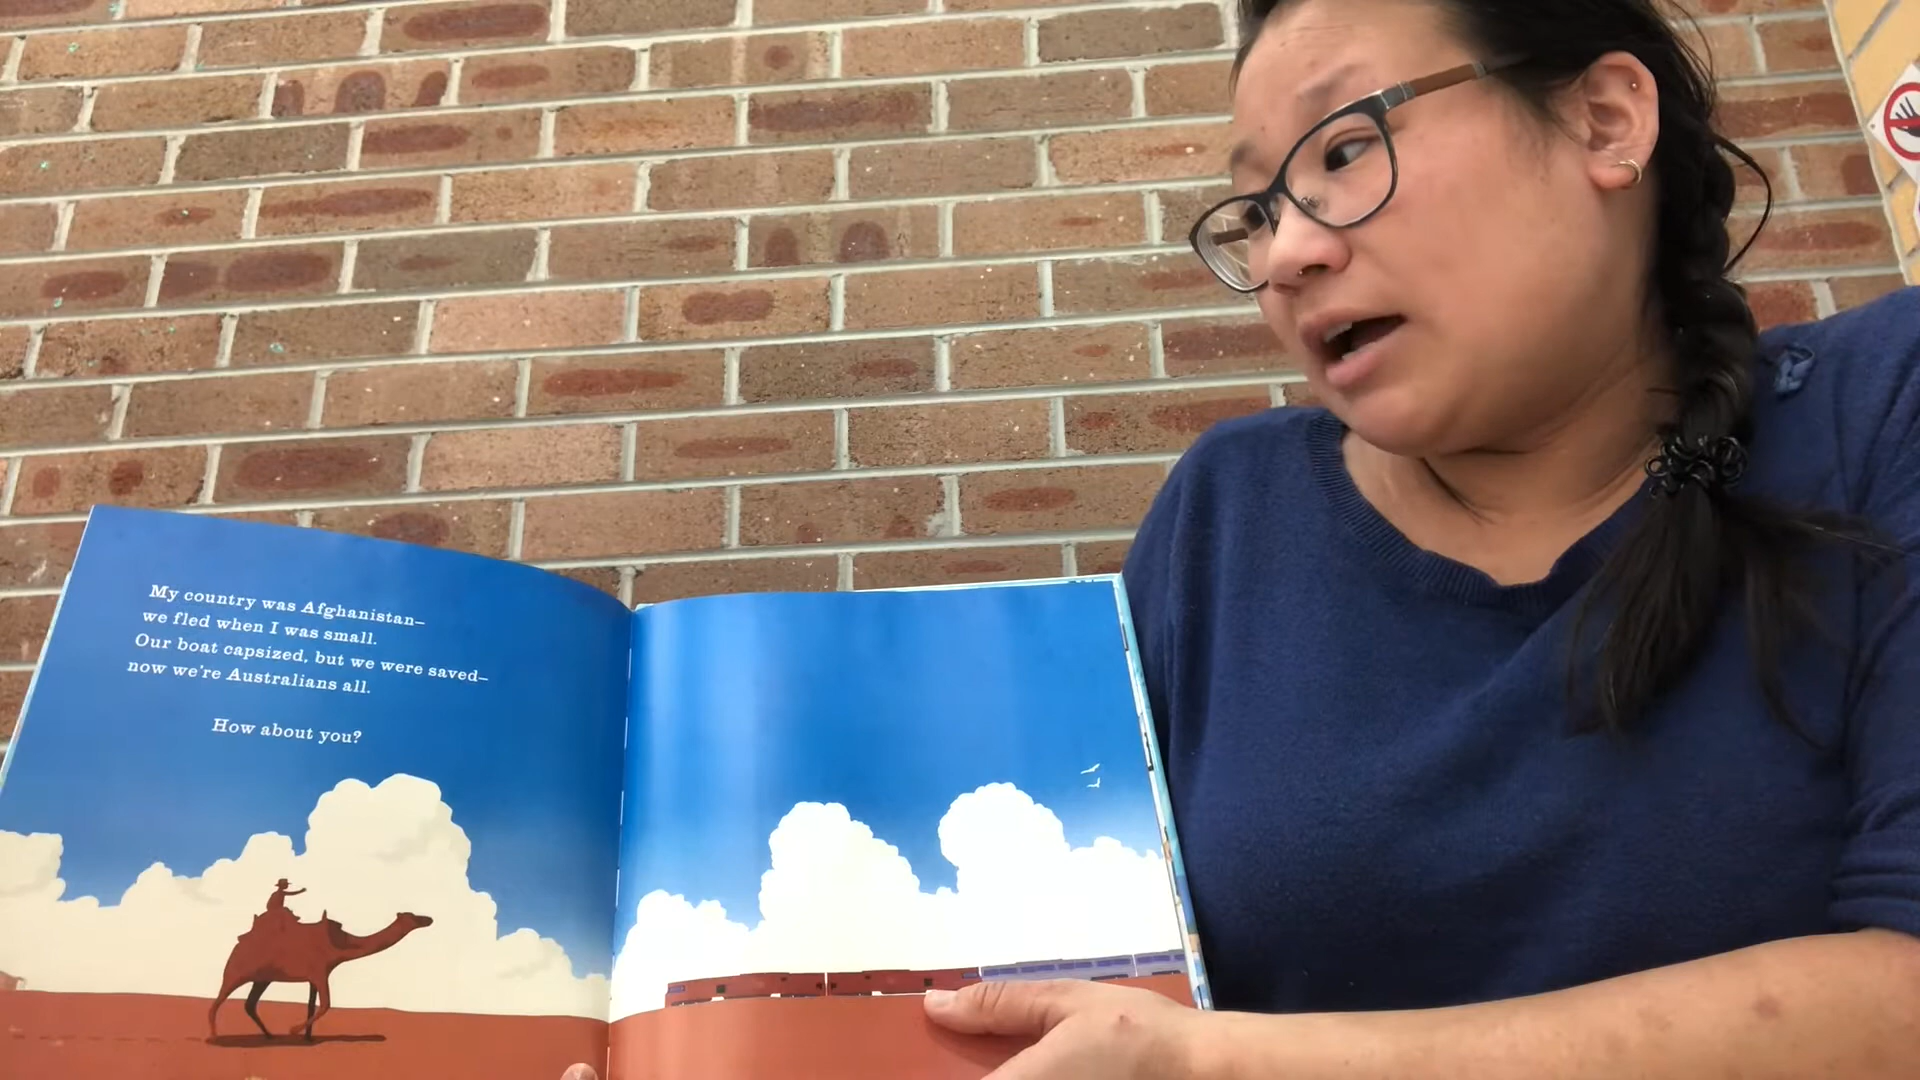 My country was Afghanistan–
we fled when I was small.
Our boat capsized, but we were saved–
now we're Australians all.
How about you?